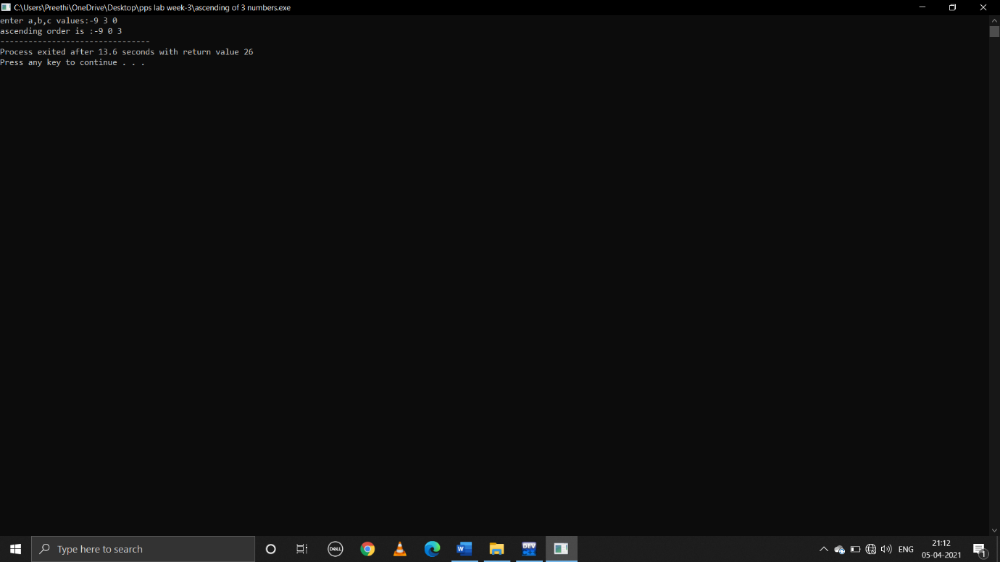 C:\Users\Preethi\OneDrive\Desktop\pps lab week-3\ascending of 3 numbers.exe
enter a,b,c values:-9 3 0
ascending order is :-9 0 3
--------------------------------
Process exited after 13.6 seconds with return value 26
Press any key to continue . . .
Type here to search
DELL
W
DEV
C++
ENG
21:12
05-04-2021
1